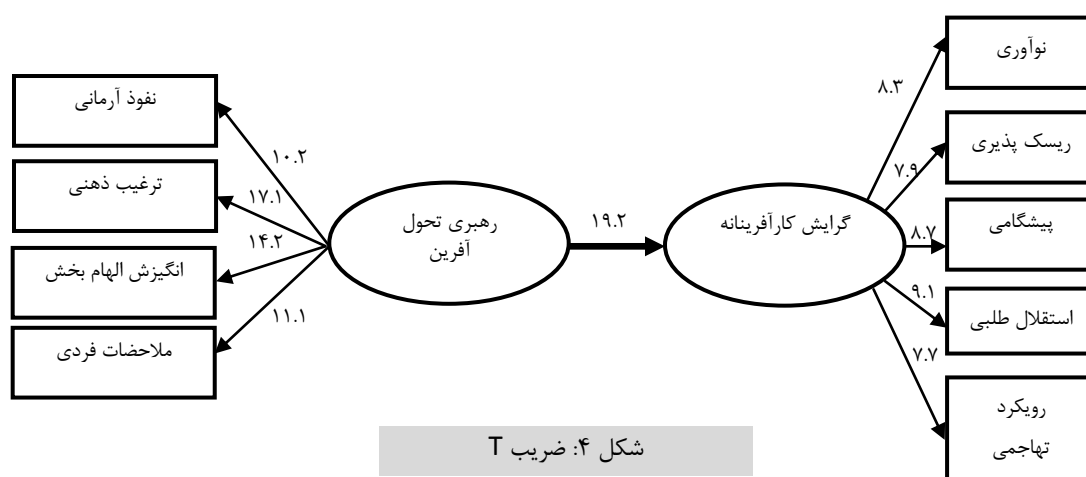 نوآوری
۸.۳
نفوذ آرمانی
ریسک پذیری
۱۰.۲
۷.۹
ترغیب ذهنی
۱۷.۱
رهبری تحول
آفرین
۱۹.۲
گرایش کارآفرینانه
پیشگامی
۸.۷
۱۴.۲
انگیزش الهام بخش
۹.۱
استقلال طلبی
۱۱.۱
ملاحضات فردی
۷.۷
رویکرد
تهاجمی
شکل ۴: ضریب T